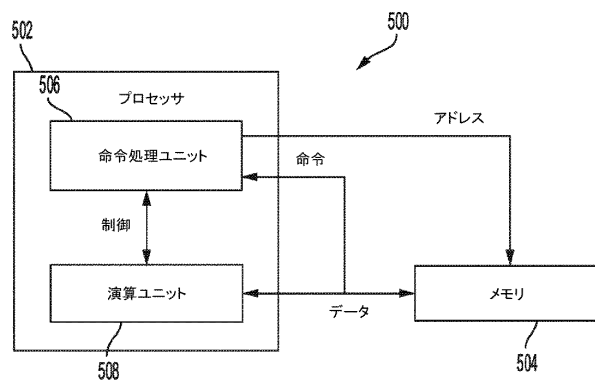 502
500
506
プロセッサ
アドレス
命令処理ユニット
命令
制御
演算ユニット
データ
メモリ
508
504